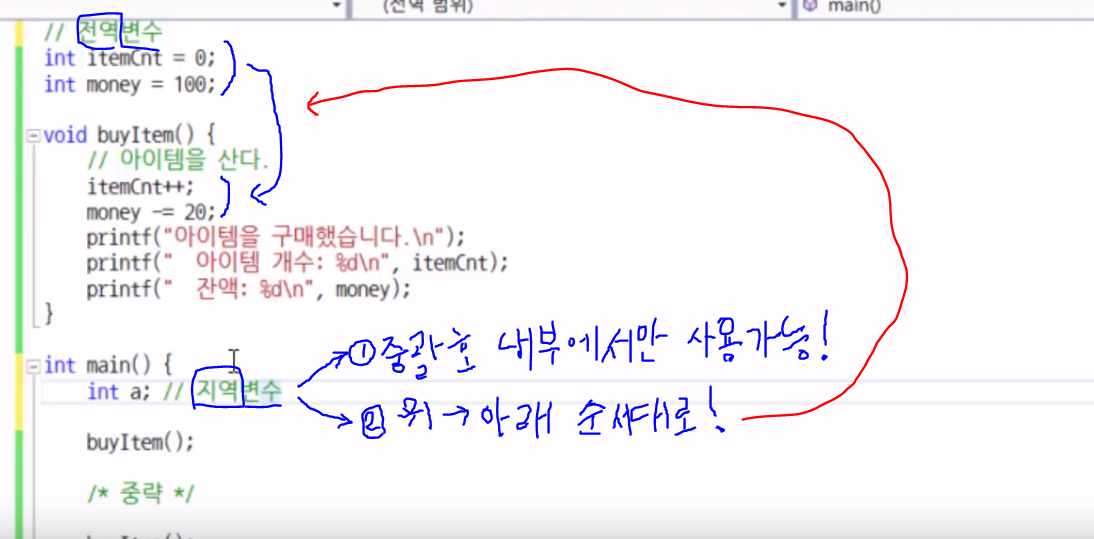 (전역 범위) main()
// 전역변수
int itemCnt = 0;
int money = 100;
void buyItem() {
// 아이템을 산다.
itemCnt++;
money -= 20;
printf("아이템을 구매했습니다.\n");
printf("  아이템 개수: %d\n", itemCnt);
printf("  잔액: %d\n", money);
}
① 중괄호 내부에서만 사용가능!
int main() {
int a; // 지역변수
② 위→아래 순서대로!
buyItem();
/* 중략 */